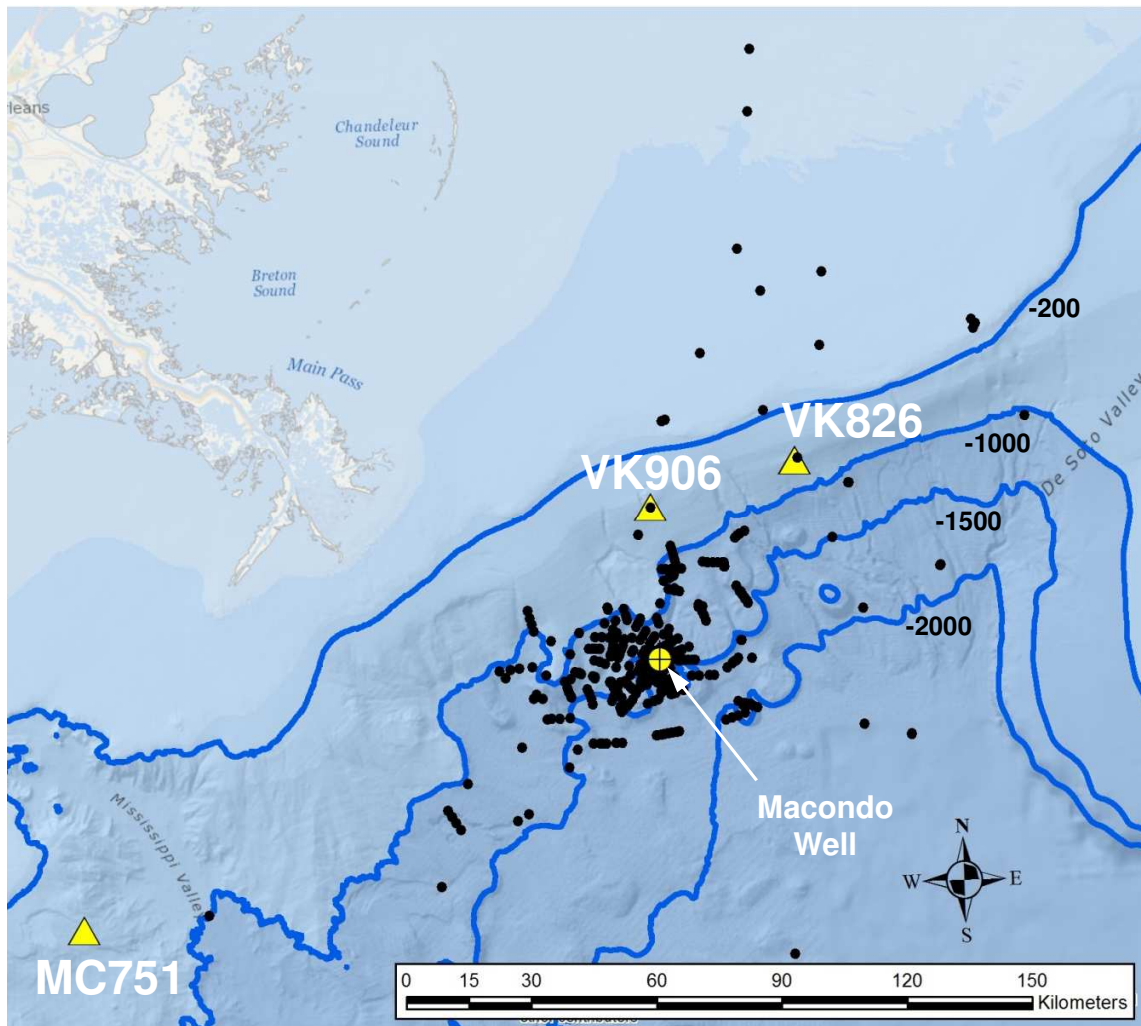 rleans
Chandeleur
Sound
Breton
Sound
Main Pass
-200
VK826
-1000
De Soto Valley
VK906
-1500
-2000
Macondo
Well
Mississippi Valley
N
W
E
S
MC751
0 15 30 60 90 120 150
Kilometers